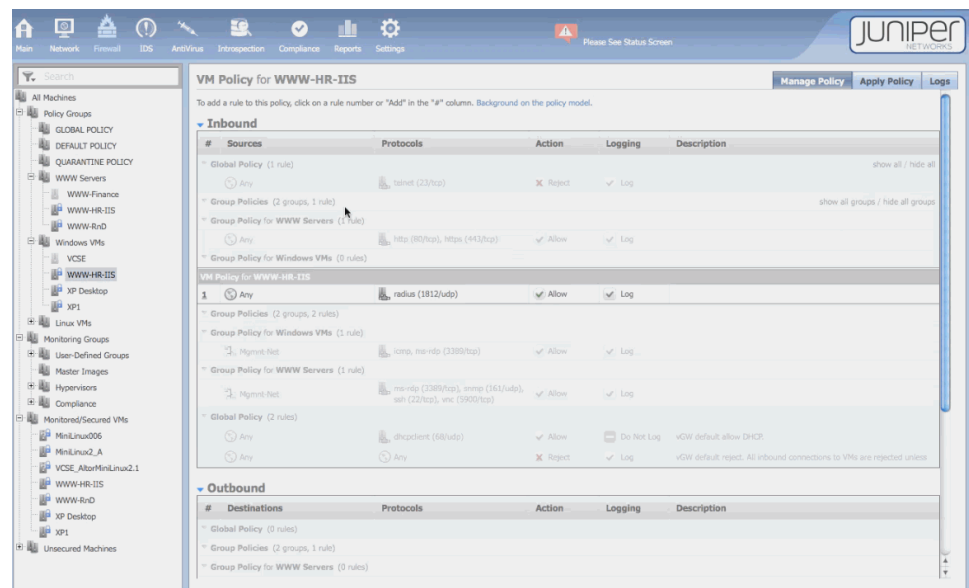 Main Network Firewall IDS AntiVirus Introspection Compliance Reports Settings
Please See Status Screen
JUNIPER
NETWORKS
Search
All Machines
Policy Groups
GLOBAL POLICY
DEFAULT POLICY
QUARANTINE POLICY
WWW Servers
WWW-Finance
WWW-HR-IIS
WWW-RnD
Windows VMs
VCSE
WWW-HR-IIS
XP Desktop
XP1
Linux VMs
Monitoring Groups
User-Defined Groups
Master Images
Hypervisors
Compliance
Monitored/Secured VMs
MiniLinux006
MiniLinux2_A
VCSE_AltorMiniLinux2.1
WWW-HR-IIS
WWW-RnD
XP Desktop
XP1
Unsecured Machines
VM Policy for WWW-HR-IIS
Manage Policy Apply Policy Logs
To add a rule to this policy, click on a rule number or "Add" in the "#" column. Background on the policy model.
Inbound
# Sources Protocols Action Logging Description
Global Policy (1 rule) show all / hide all
Any telnet (23/tcp) Reject Log
Group Policies (2 groups, 1 rule) show all groups / hide all groups
Group Policy for WWW Servers (1 rule)
Any http (80/tcp), https (443/tcp) Allow Log
Group Policy for Windows VMs (0 rules)
VM Policy for WWW-HR-IIS
1 Any radius (1812/udp) Allow Log
Group Policies (2 groups, 2 rules)
Group Policy for Windows VMs (1 rule)
Mgmnt-Net icmp, ms-rdp (3389/tcp) Allow Log
Group Policy for WWW Servers (1 rule)
Mgmnt-Net ms-rdp (3389/tcp), snmp (161/udp), Allow Log
ssh (22/tcp), vnc (5900/tcp)
Global Policy (2 rules)
Any dhcpclient (68/udp) Allow Do Not Log vGW default allow DHCP.
Any Any Reject Log vGW default reject. All inbound connections to VMs are rejected unless
Outbound
# Destinations Protocols Action Logging Description
Global Policy (0 rules)
Group Policies (2 groups, 1 rule)
Group Policy for WWW Servers (0 rules)